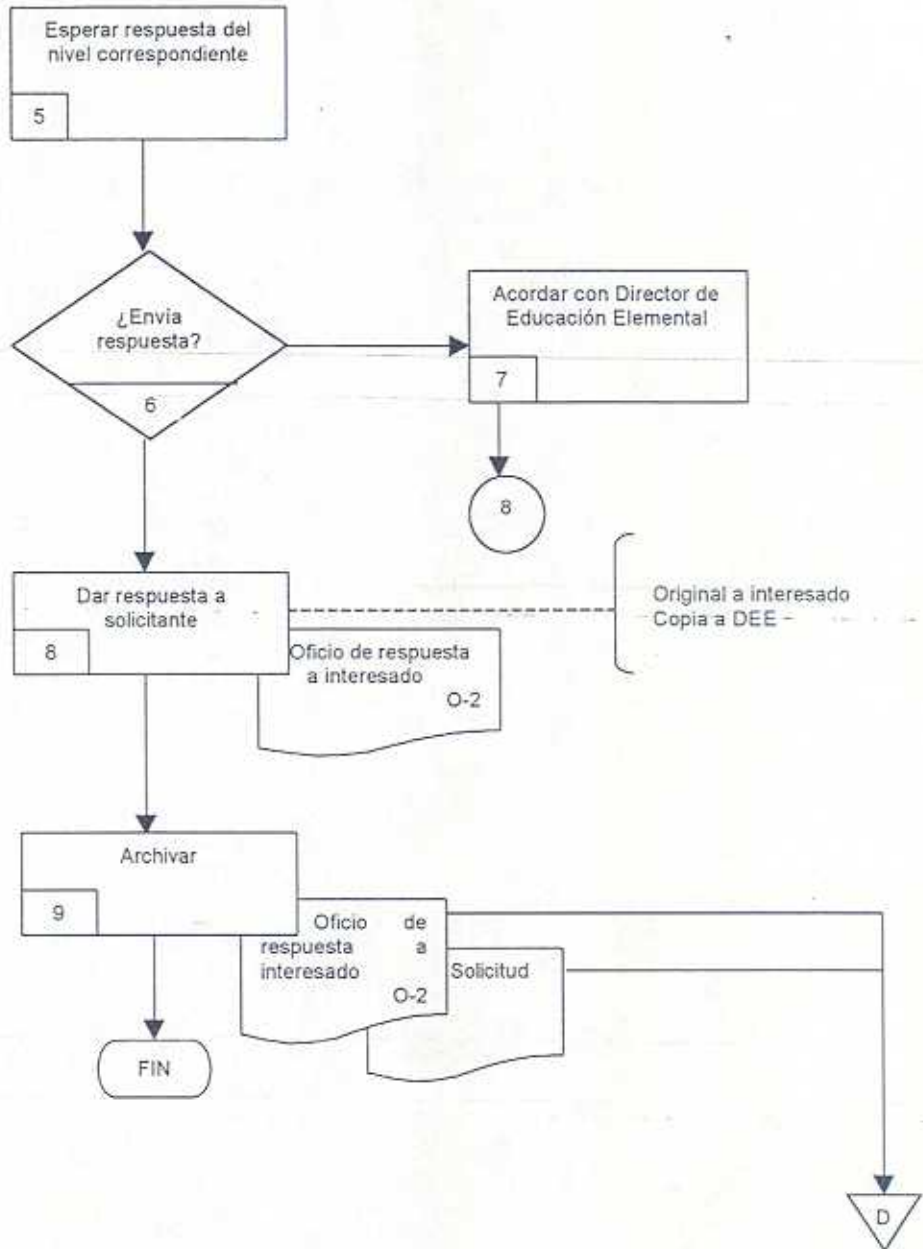 Esperar respuesta del
nivel correspondiente
5
¿Envía
respuesta?
6
Acordar con Director de
Educación Elemental
7
8
Dar respuesta a
solicitante
8
Oficio de respuesta
a interesado
O-2
Original a interesado
Copia a DEE
Archivar
9
Oficio de
respuesta a
interesado
O-2
Solicitud
FIN
D